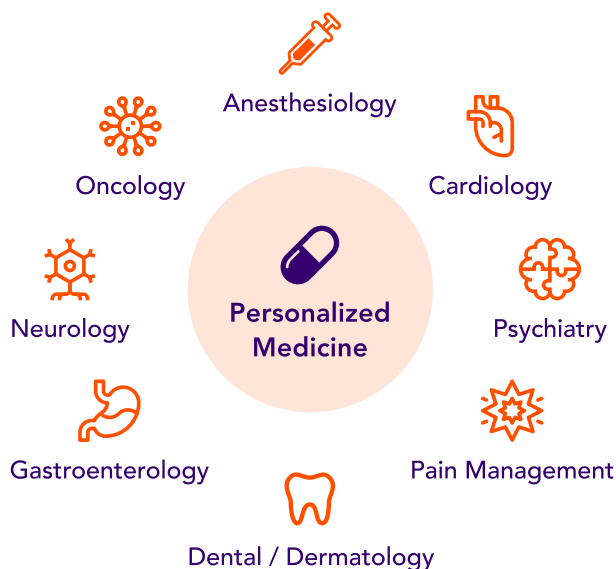 Anesthesiology
Oncology
Cardiology
Personalized
Medicine
Neurology
Psychiatry
Gastroenterology
Pain Management
Dental / Dermatology